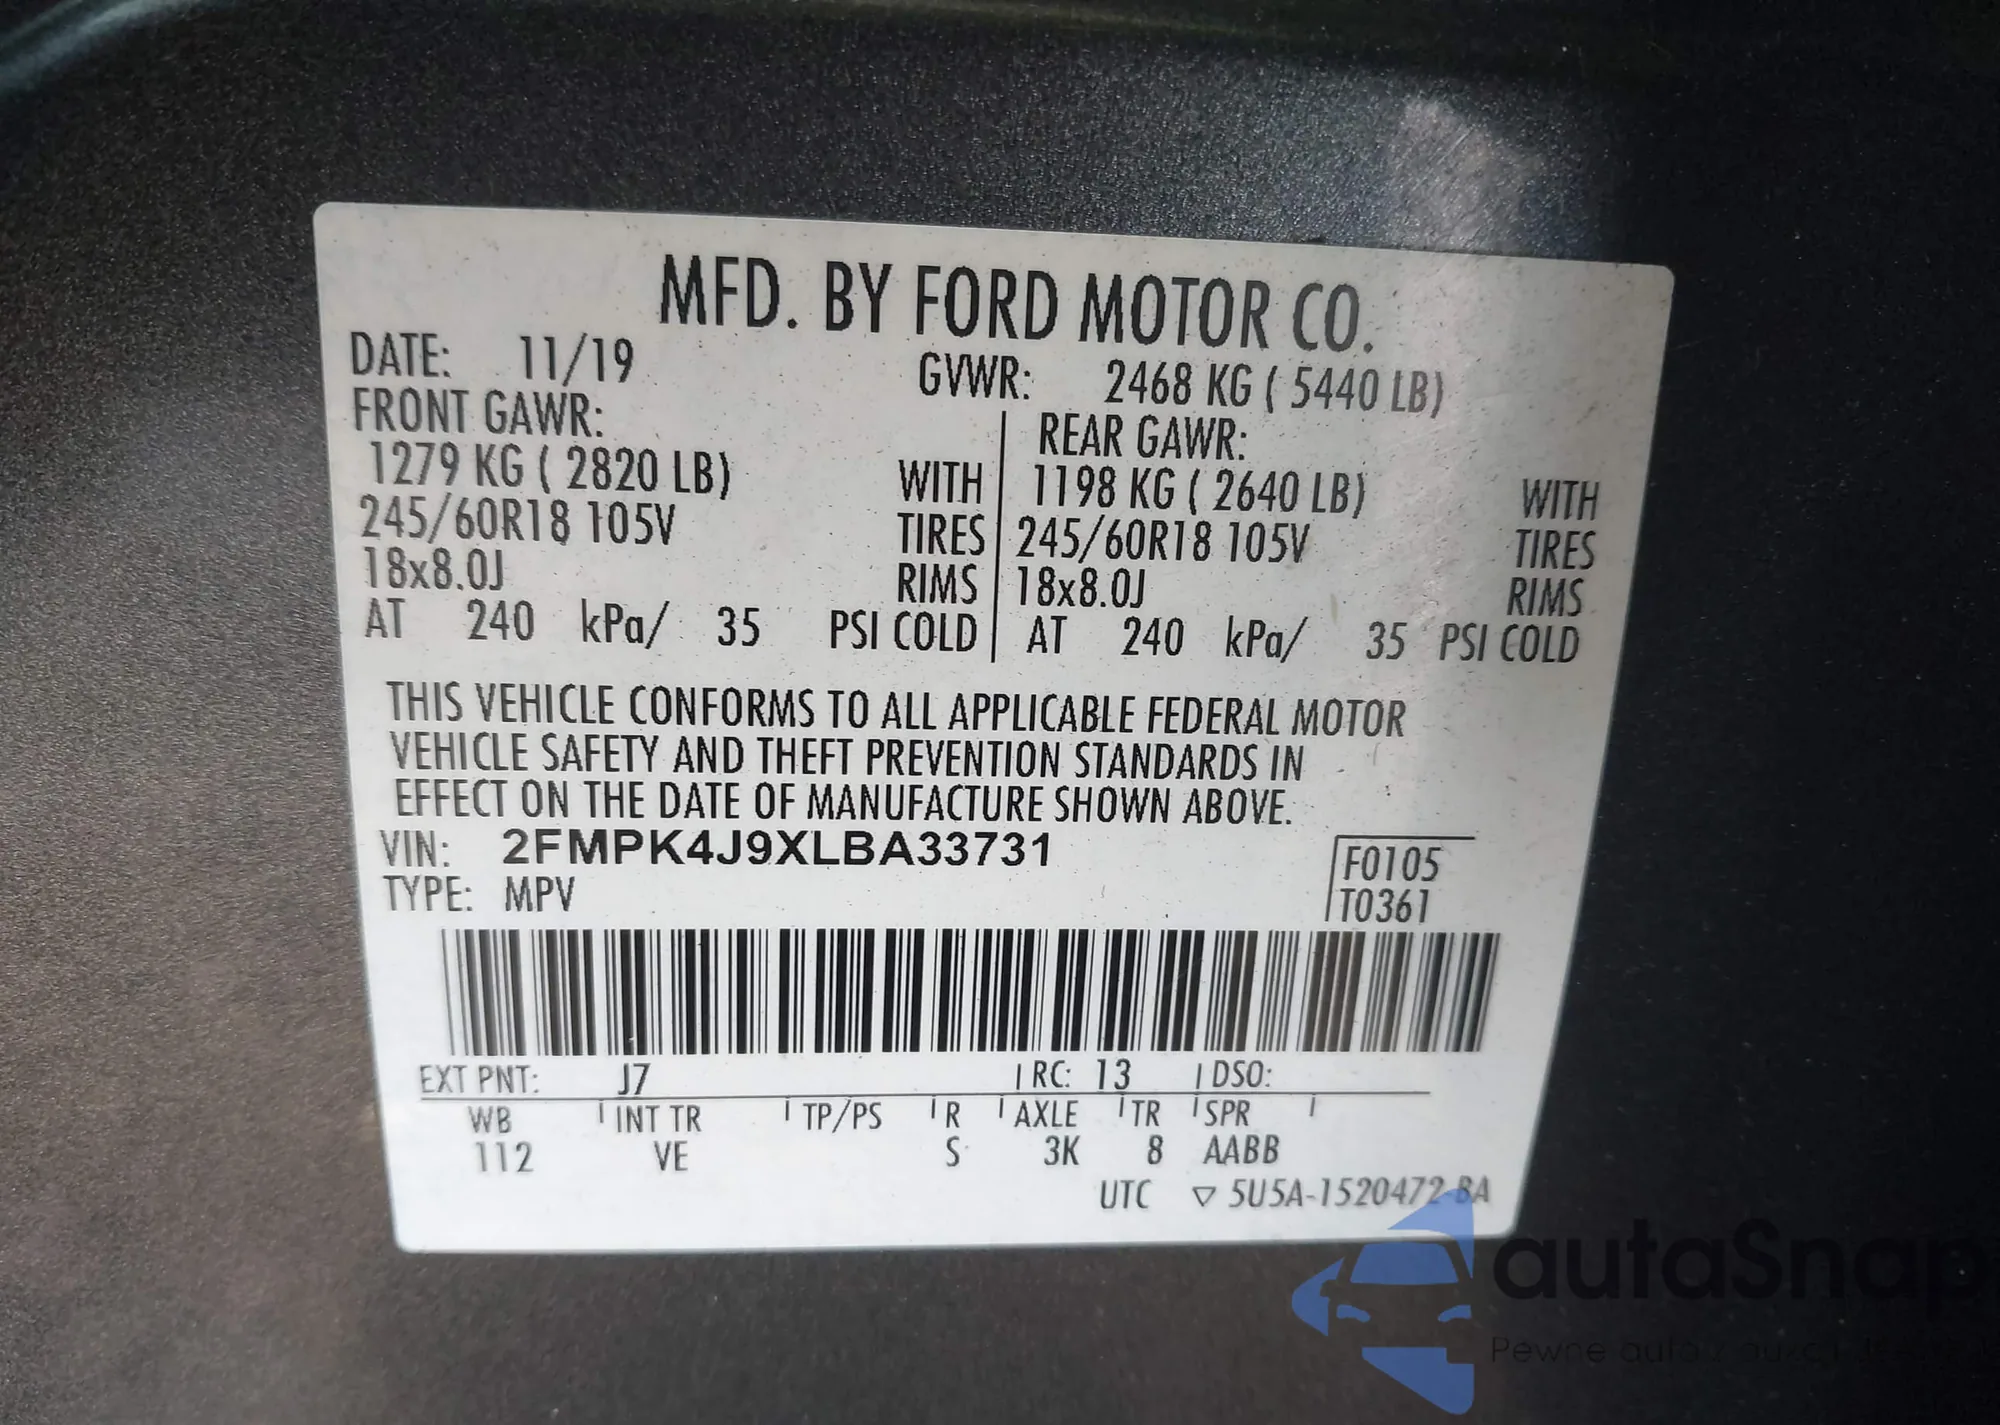 MFD. BY FORD MOTOR CO.
DATE: 11/19 GVWR: 2468 KG ( 5440 LB)
FRONT GAWR: REAR GAWR:
1279 KG ( 2820 LB) WITH 1198 KG ( 2640 LB) WITH
245/60R18 105V TIRES 245/60R18 105V TIRES
18x8.0J RIMS 18x8.0J RIMS
AT 240 kPa/ 35 PSI COLD AT 240 kPa/ 35 PSI COLD
THIS VEHICLE CONFORMS TO ALL APPLICABLE FEDERAL MOTOR
VEHICLE SAFETY AND THEFT PREVENTION STANDARDS IN
EFFECT ON THE DATE OF MANUFACTURE SHOWN ABOVE.
VIN: 2FMPK4J9XLBA33731 F0105
TYPE: MPV T0361
EXT PNT: J7 RC: 13 DSO:
WB INT TR TP/PS R AXLE TR SPR
112 VE S 3K 8 AABB
UTC ▽ 5U5A-1520472-BA
autaSnap
Pewne auto z